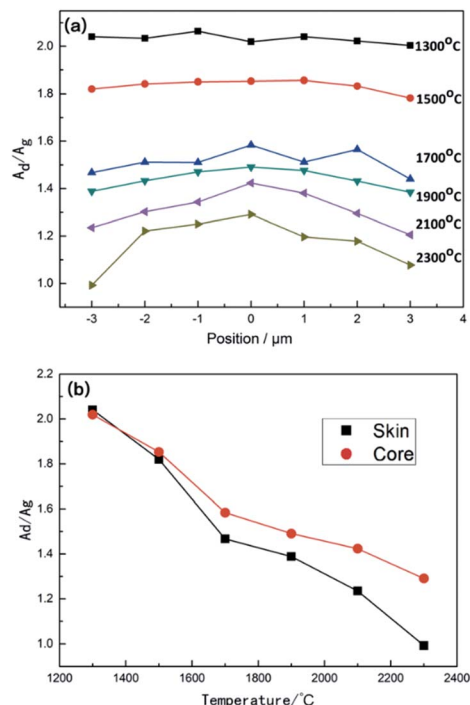 (a)
2.0
1.8
1.6
1.4
1.2
1.0
A_d/A_g
1300°C
1500°C
1700°C
1900°C
2100°C
2300°C
-3 -2 -1 0 1 2 3 4
Position / μm
(b)
2.2
2.0
1.8
1.6
1.4
1.2
1.0
Ad/Ag
Skin
Core
1200 1400 1600 1800 2000 2200 2400
Temperature/°C